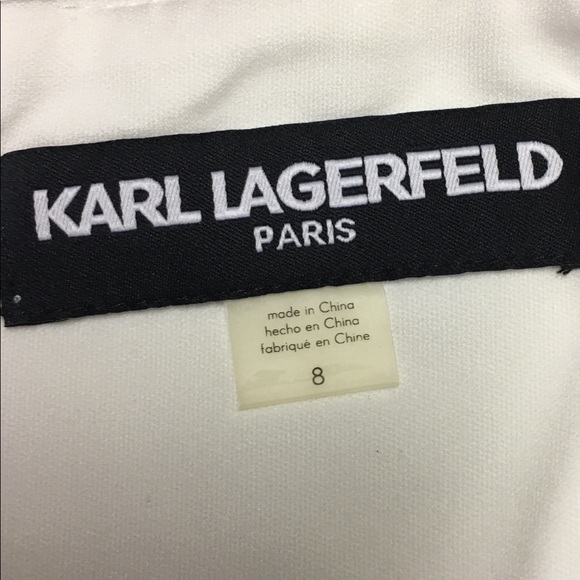 KARL LAGERFELD
PARIS
made in China
hecho en China
fabriqué en Chine
8